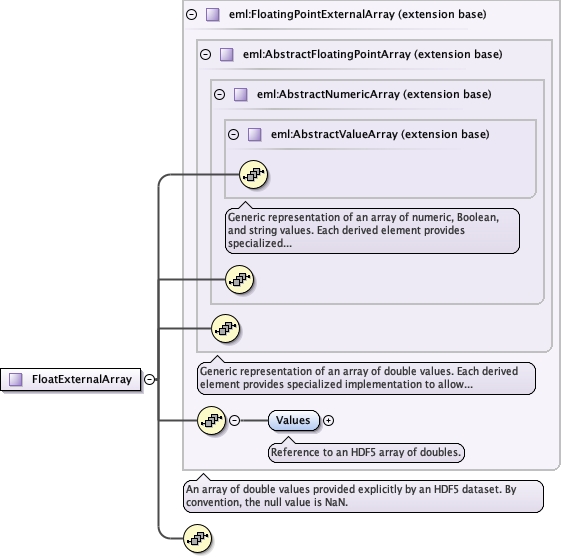 eml:FloatingPointExternalArray (extension base)
eml:AbstractFloatingPointArray (extension base)
eml:AbstractNumericArray (extension base)
eml:AbstractValueArray (extension base)
Generic representation of an array of numeric, Boolean,
and string values. Each derived element provides
specialized...
Generic representation of an array of double values. Each derived
element provides specialized implementation to allow...
FloatExternalArray
Values
Reference to an HDF5 array of doubles.
An array of double values provided explicitly by an HDF5 dataset. By
convention, the null value is NaN.